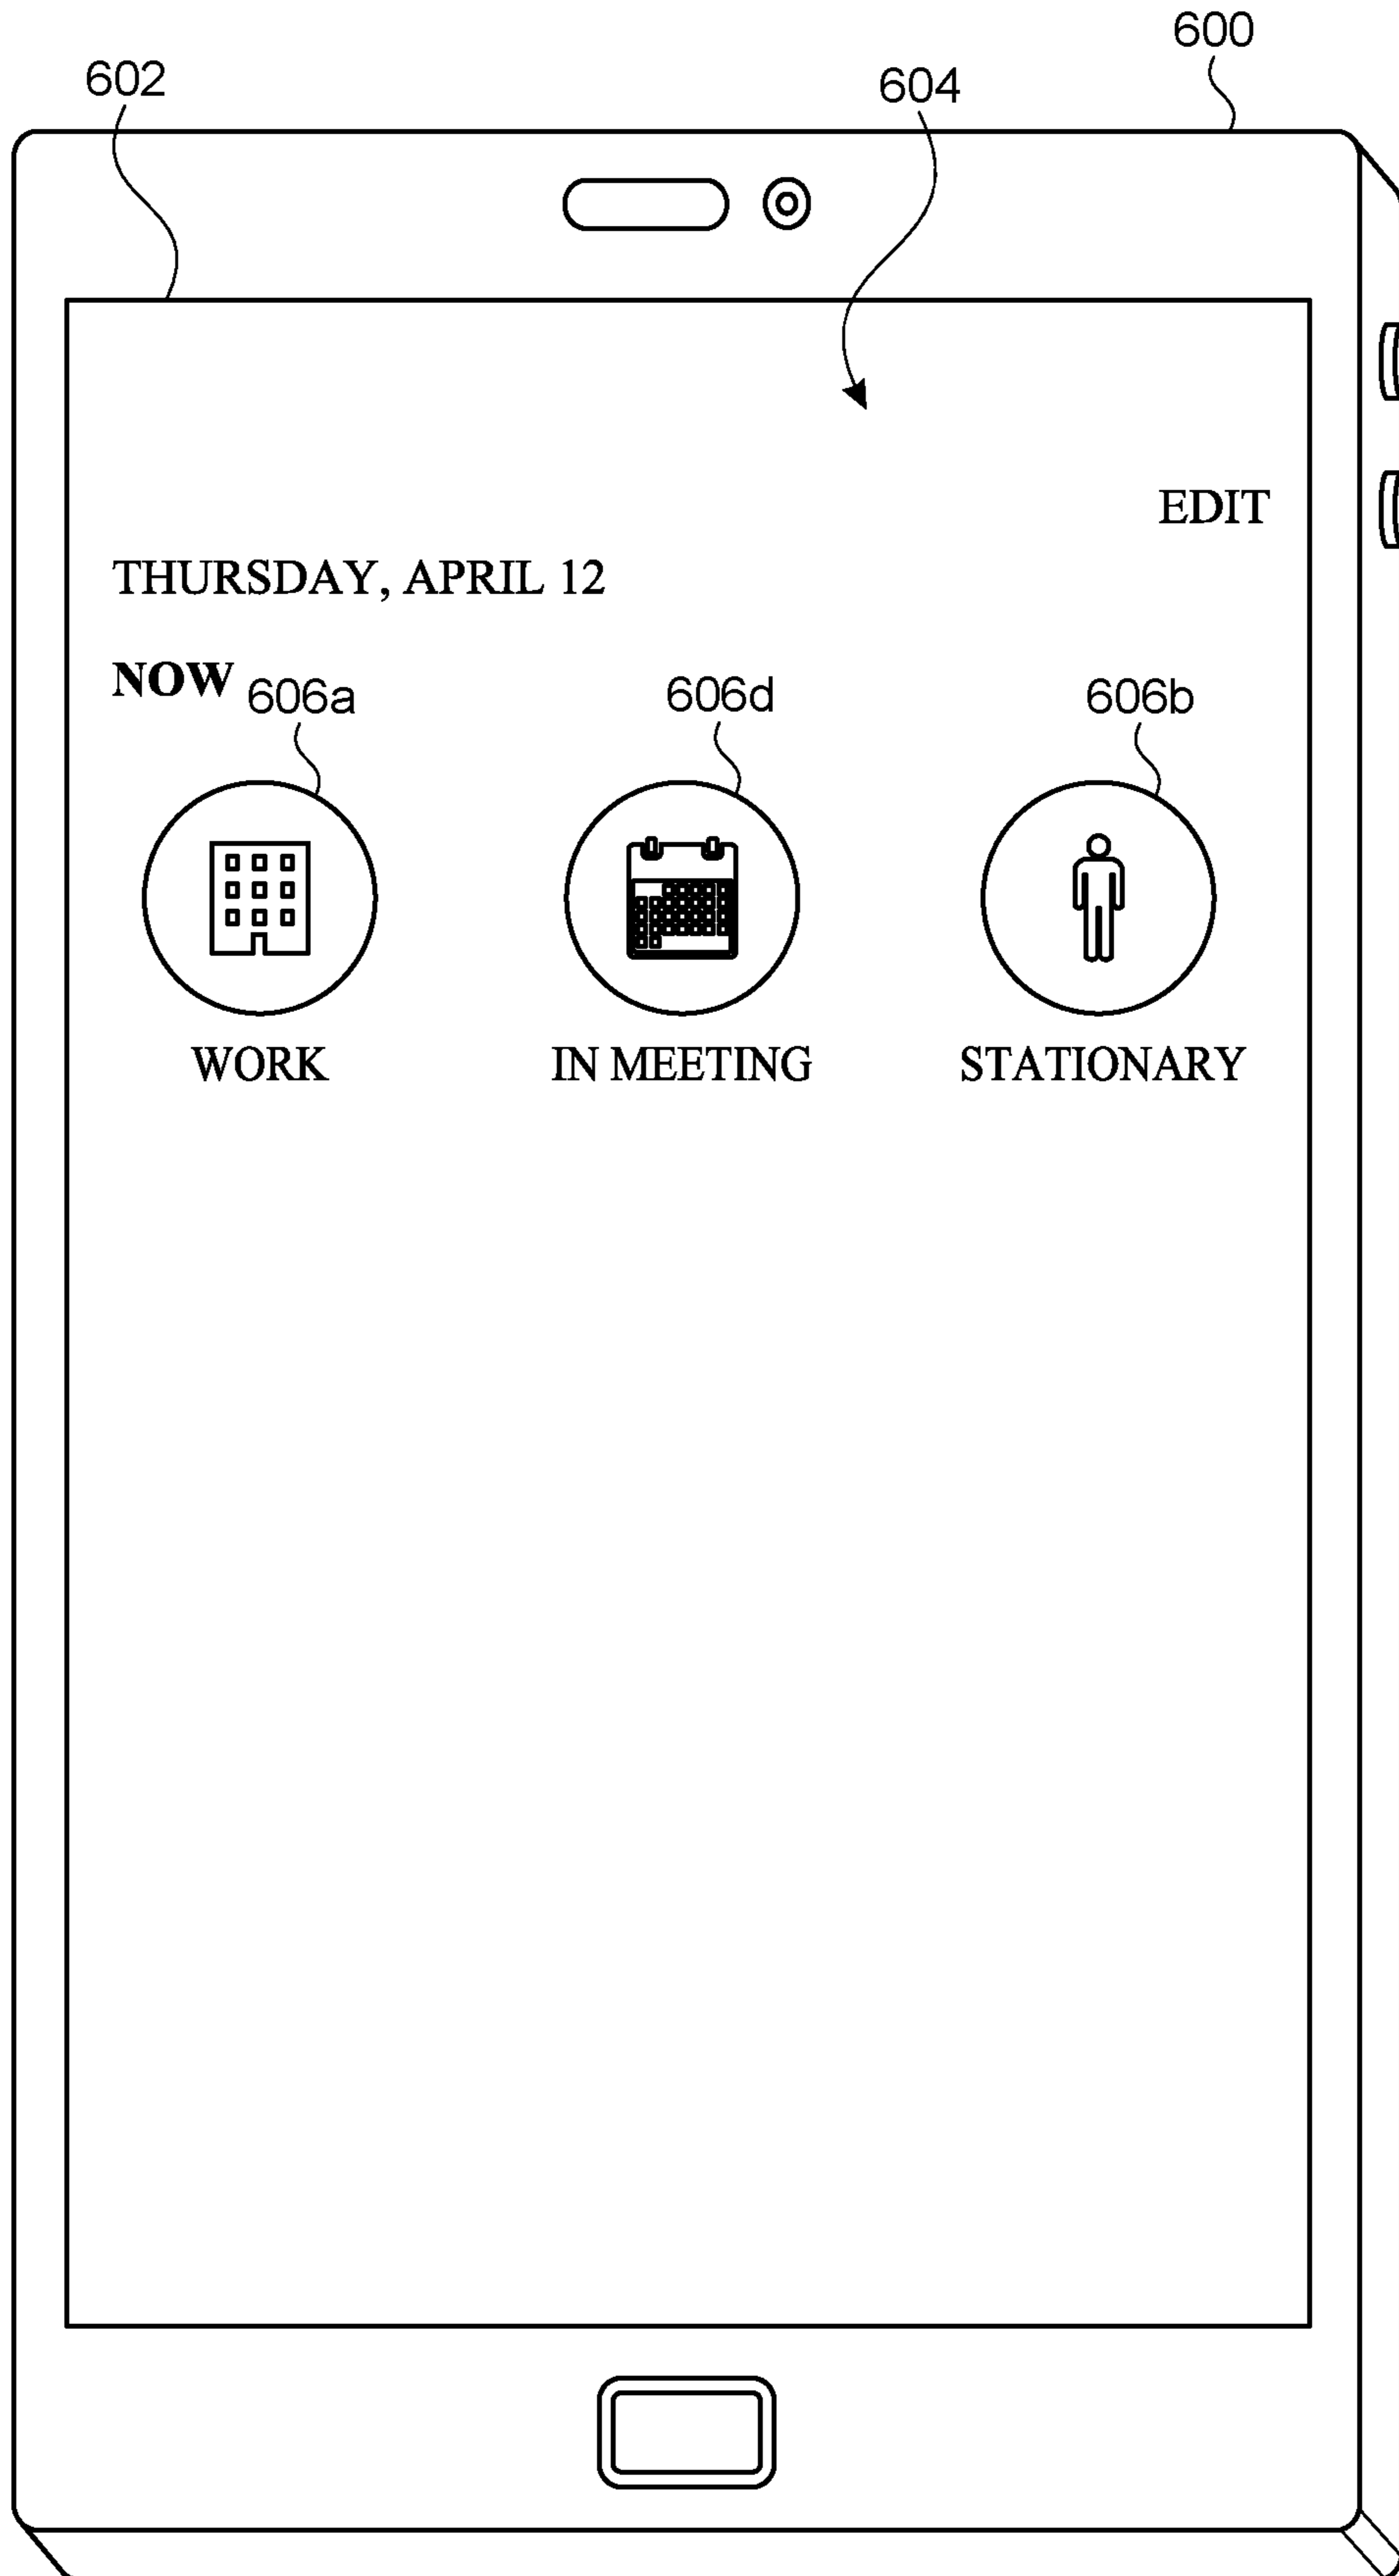 600
602
604
EDIT
THURSDAY, APRIL 12
NOW
606a 606d 606b
WORK IN MEETING STATIONARY